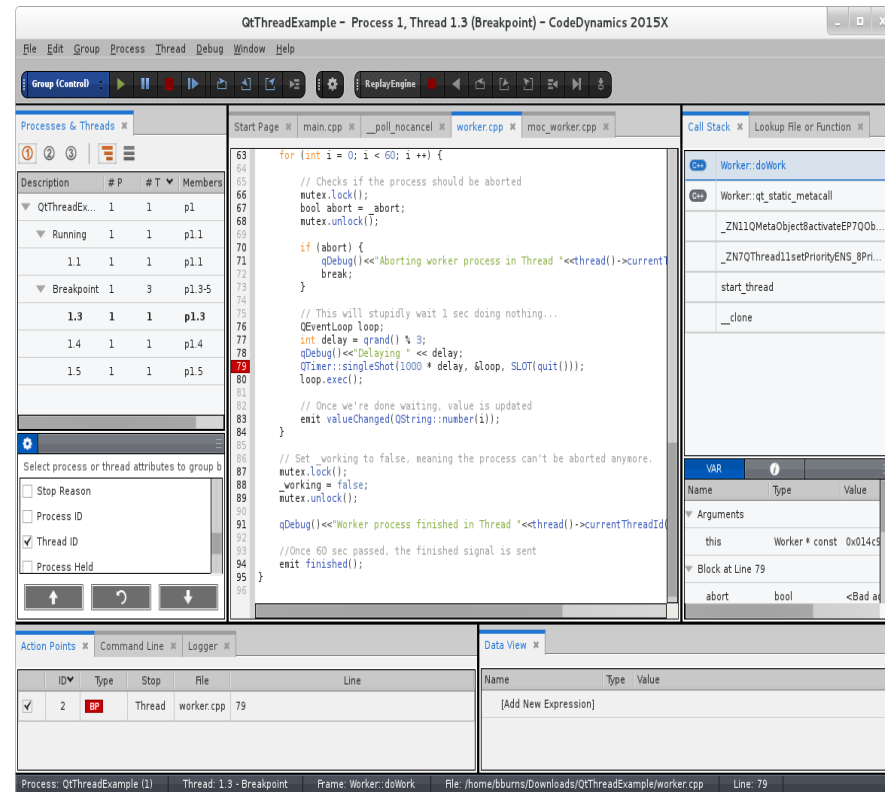 QtThreadExample - Process 1, Thread 1.3 (Breakpoint) - CodeDynamics 2015X
File Edit Group Process Thread Debug Window Help
Group (Control) ReplayEngine
Processes & Threads
Description # P # T Members
QtThreadEx... 1 1 p1
Running 1 1 p1.1
1.1 1 1 p1.1
Breakpoint 1 3 p1.3-5
1.3 1 1 p1.3
1.4 1 1 p1.4
1.5 1 1 p1.5
Select process or thread attributes to group b
Stop Reason
Process ID
Thread ID
Process Held
Start Page main.cpp __poll_nocancel worker.cpp moc_worker.cpp
63 for (int i = 0; i < 60; i ++) {
64
65 // Checks if the process should be aborted
66 mutex.lock();
67 bool abort = _abort;
68 mutex.unlock();
69
70 if (abort) {
71 qDebug()<<"Aborting worker process in Thread "<<thread()->currentT
72 break;
73 }
74
75 // This will stupidly wait 1 sec doing nothing...
76 QEventLoop loop;
77 int delay = qrand() % 3;
78 qDebug()<<"Delaying " << delay;
79 QTimer::singleShot(1000 * delay, &loop, SLOT(quit()));
80 loop.exec();
81
82 // Once we're done waiting, value is updated
83 emit valueChanged(QString::number(i));
84 }
85
86 // Set _working to false, meaning the process can't be aborted anymore.
87 mutex.lock();
88 _working = false;
89 mutex.unlock();
90
91 qDebug()<<"Worker process finished in Thread "<<thread()->currentThreadId(
92
93 //Once 60 sec passed, the finished signal is sent
94 emit finished();
95 }
96
Call Stack Lookup File or Function
C++ Worker::doWork
C++ Worker::qt_static_metacall
_ZN11QMetaObject8activateEP7QOb...
_ZN7QThread11setPriorityENS_8Pri...
start_thread
__clone
VAR
Name Type Value
Arguments
this Worker * const 0x014c9
Block at Line 79
abort bool <Bad a
Action Points Command Line Logger
ID Type Stop File Line
2 BP Thread worker.cpp 79
Data View
Name Type Value
[Add New Expression]
Process: QtThreadExample (1) Thread: 1.3 - Breakpoint Frame: Worker::doWork File: /home/bburns/Downloads/QtThreadExample/worker.cpp Line: 79